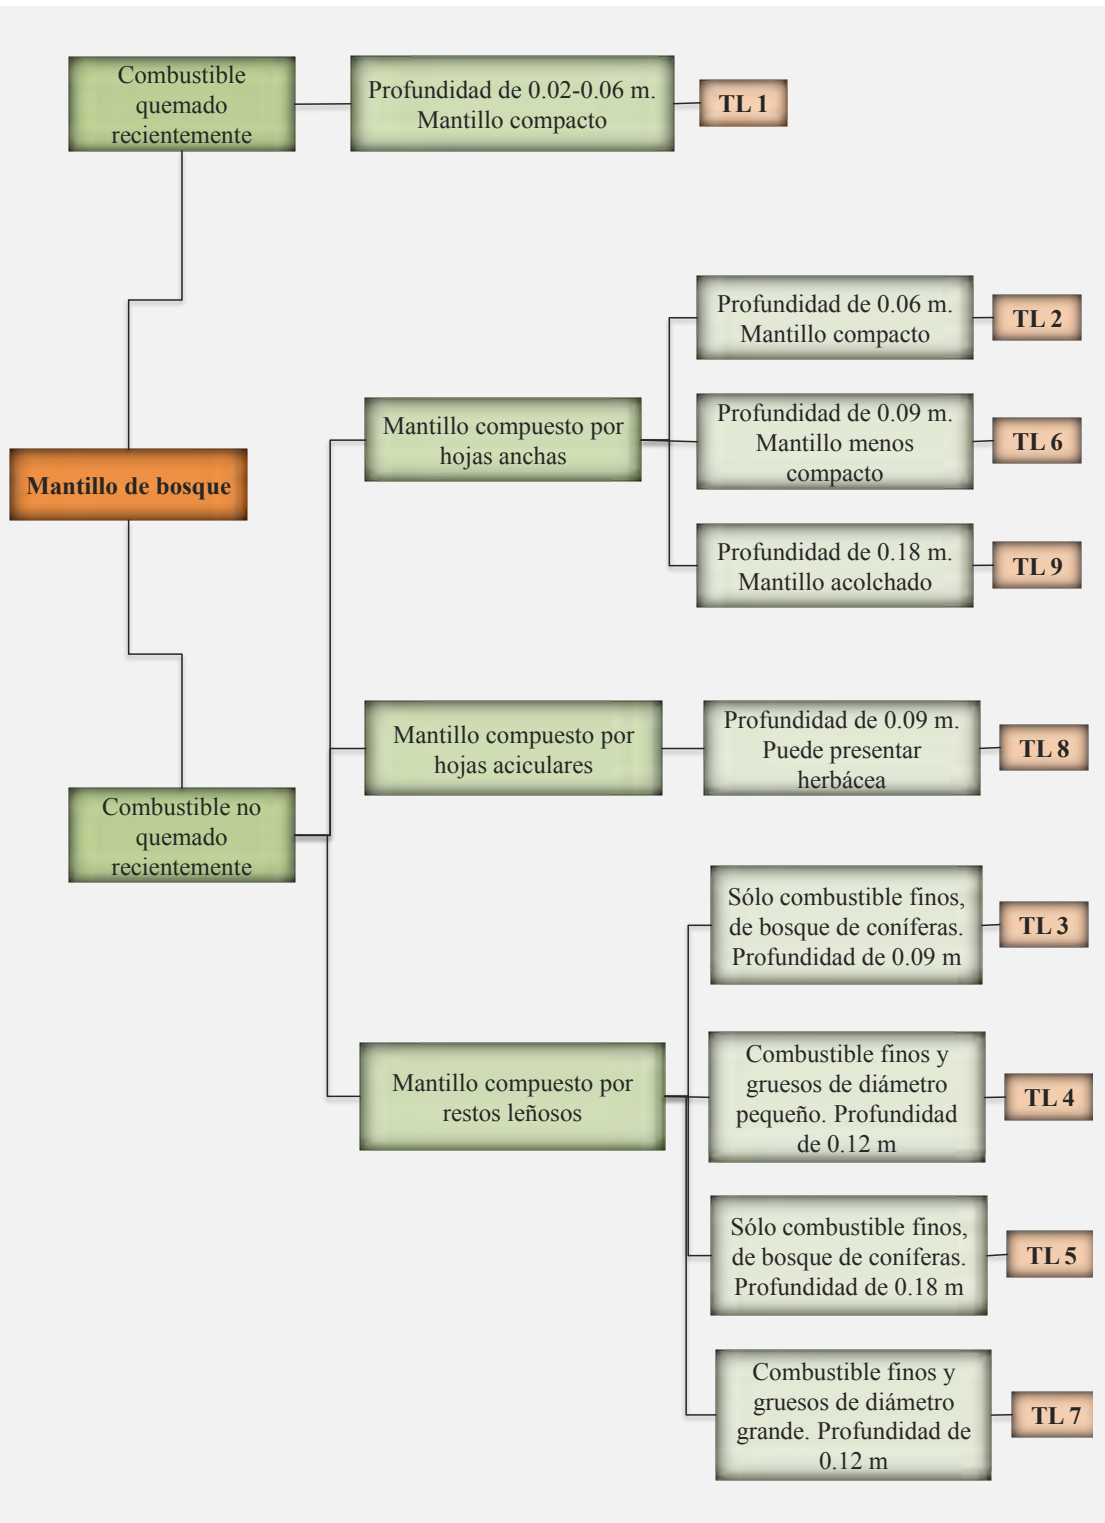 Combustible
quemado
recientemente
Profundidad de 0.02-0.06 m.
Mantillo compacto
TL 1
Mantillo de bosque
Combustible no
quemado
recientemente
Mantillo compuesto por
hojas anchas
Profundidad de 0.06 m.
Mantillo compacto
TL 2
Profundidad de 0.09 m.
Mantillo menos
compacto
TL 6
Profundidad de 0.18 m.
Mantillo acolchado
TL 9
Mantillo compuesto por
hojas aciculares
Profundidad de 0.09 m.
Puede presentar
herbácea
TL 8
Mantillo compuesto por
restos leñosos
Sólo combustible finos,
de bosque de coníferas.
Profundidad de 0.09 m
TL 3
Combustible finos y
gruesos de diámetro
pequeño. Profundidad
de 0.12 m
TL 4
Sólo combustible finos,
de bosque de coníferas.
Profundidad de 0.18 m
TL 5
Combustible finos y
gruesos de diámetro
grande. Profundidad de
0.12 m
TL 7